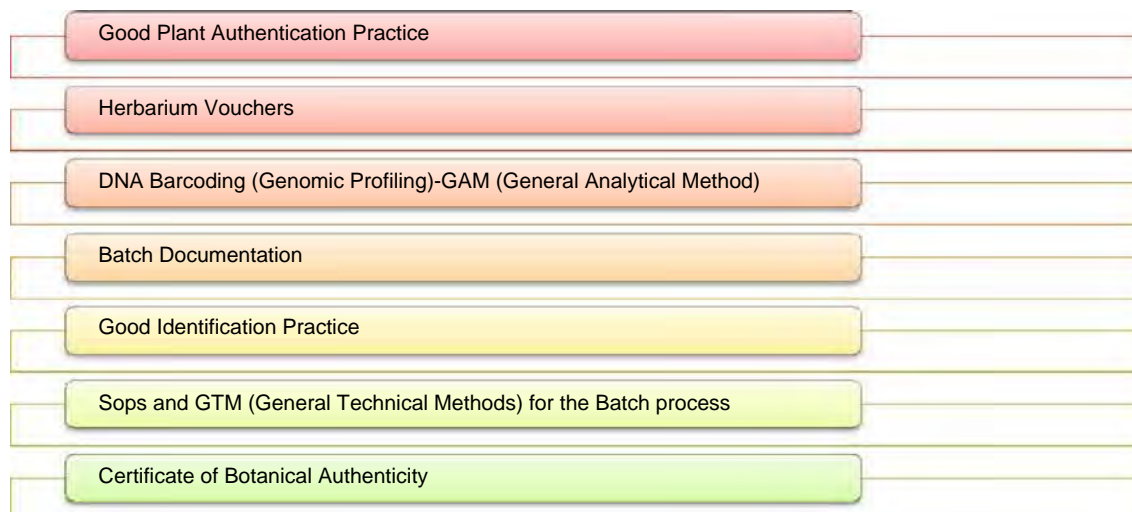 Good Plant Authentication Practice
Herbarium Vouchers
DNA Barcoding (Genomic Profiling)-GAM (General Analytical Method)
Batch Documentation
Good Identification Practice
Sops and GTM (General Technical Methods) for the Batch process
Certificate of Botanical Authenticity